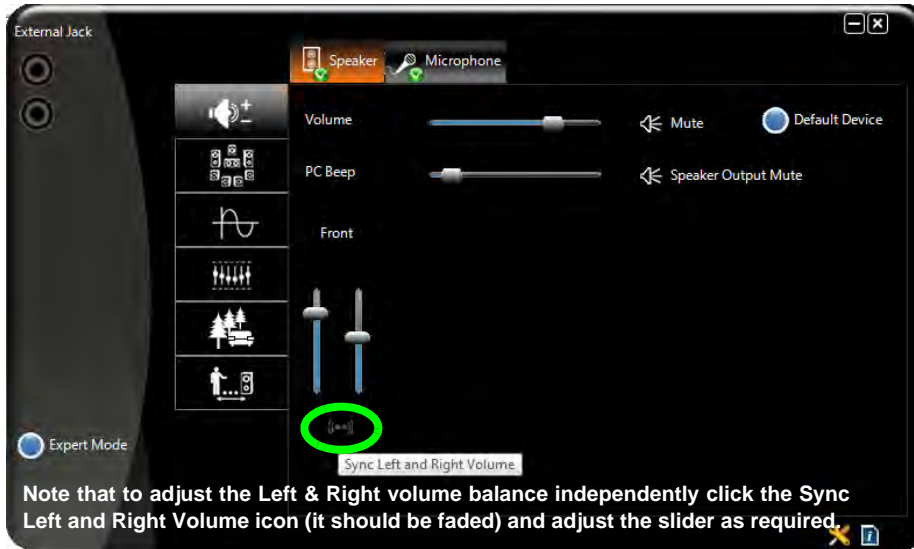 External Jack
Speaker
Microphone
Volume
Mute
Default Device
PC Beep
Speaker Output Mute
Front
Expert Mode
Sync Left and Right Volume
Note that to adjust the Left & Right volume balance independently click the Sync
Left and Right Volume icon (it should be faded) and adjust the slider as required.